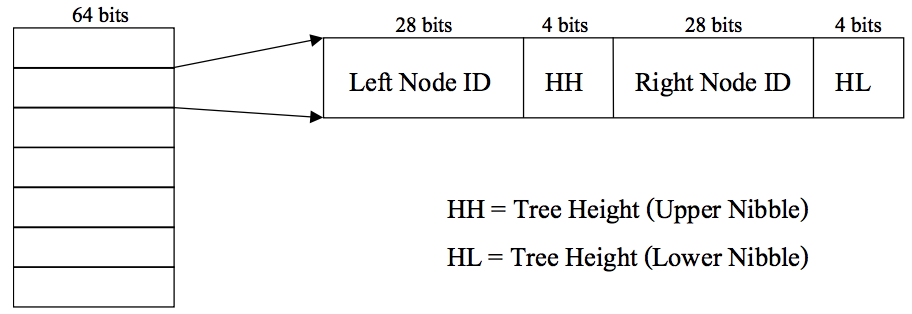 64 bits
28 bits 4 bits 28 bits 4 bits
Left Node ID HH Right Node ID HL
HH = Tree Height (Upper Nibble)
HL = Tree Height (Lower Nibble)